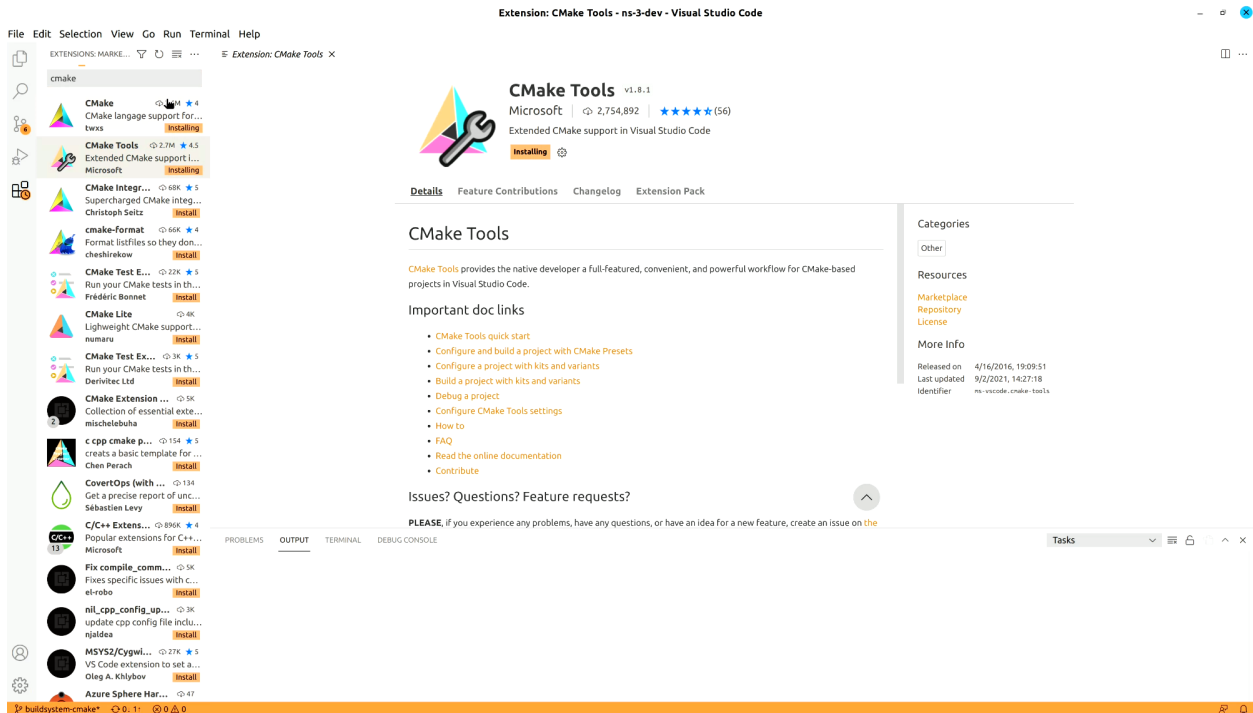 Extension: CMake Tools - ns-3-dev - Visual Studio Code
File Edit Selection View Go Run Terminal Help
EXTENSIONS: MARKE...
Extension: CMake Tools
cmake
CMake 4
CMake langage support for...
twxs Installing
CMake Tools 2.7M 4.5
Extended CMake support i...
Microsoft Installing
CMake Integr... 68K 5
Supercharged CMake integ...
Christoph Seitz Install
cmake-format 66K 4
Format listfiles so they don...
cheshirekow Install
CMake Test E... 22K 5
Run your CMake tests in th...
Frédéric Bonnet Install
CMake Lite 4K
Lighweight CMake support...
numaru Install
CMake Test Ex... 3K 5
Run your CMake tests in th...
Derivitec Ltd Install
CMake Extension ... 5K
Collection of essential exte...
2
mischelebuha Install
c cpp cmake p... 154 5
creats a basic template for ...
Chen Perach Install
CovertOps (with ... 134
Get a precise report of unc...
Sébastien Levy Install
C/C++ Extens... 896K 4
C/C++
Popular extensions for C++...
13
Microsoft Install
Fix compile_comm... 5K
Fixes specific issues with c...
el-robo Install
nil_cpp_config_up... 3K
update cpp config file inclu...
njaldea Install
MSYS2/Cygwi... 27K 5
VS Code extension to set a...
Oleg A. Khlybov Install
Azure Sphere Har... 47
6
CMake Tools v1.8.1
Microsoft 2,754,892 (56)
Extended CMake support in Visual Studio Code
Installing
Details Feature Contributions Changelog Extension Pack
CMake Tools
CMake Tools provides the native developer a full-featured, convenient, and powerful workflow for CMake-based
projects in Visual Studio Code.
Important doc links
• CMake Tools quick start
• Configure and build a project with CMake Presets
• Configure a project with kits and variants
• Build a project with kits and variants
• Debug a project
• Configure CMake Tools settings
• How to
• FAQ
• Read the online documentation
• Contribute
Issues? Questions? Feature requests?
PLEASE, if you experience any problems, have any questions, or have an idea for a new feature, create an issue on the
Categories
Other
Resources
Marketplace
Repository
License
More Info
Released on 4/16/2016, 19:09:51
Last updated 9/2/2021, 14:27:18
Identifier ms-vscode.cmake-tools
PROBLEMS OUTPUT TERMINAL DEBUG CONSOLE
Tasks
buildsystem-cmake* 0↓ 1↑ 0 0